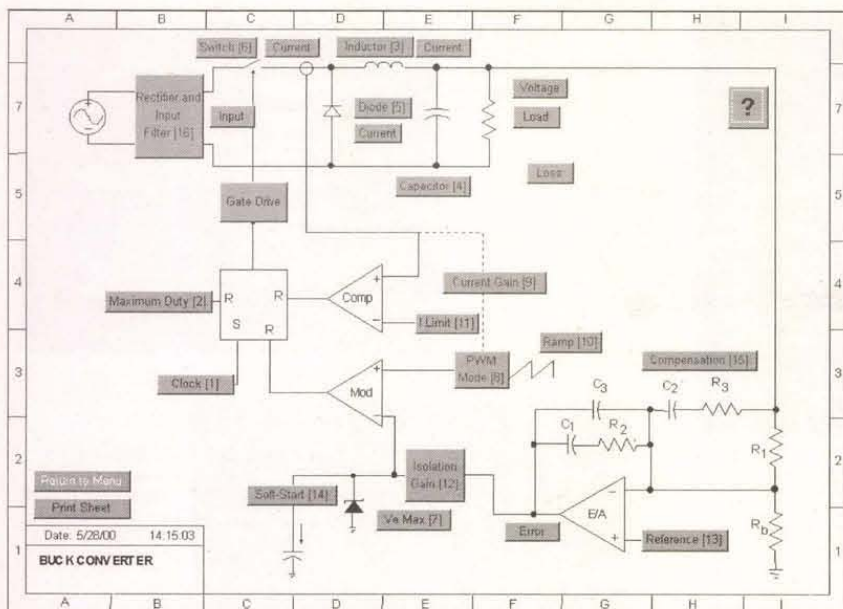 A B C D E F G H I
Switch [6] Current Inductor [3] Current
7 7
Rectifier and
Input
Filter [16]
Input
Diode [5]
Current
Voltage
Load
?
Capacitor [4]
Loss
5 5
Gate Drive
4 4
Maximum Duty [2]
R R
S R
Comp
+
−
Current Gain [9]
I Limit [11]
Ramp [10]
Compensation [15]
3 3
Clock [1]
Mod
+
−
PWM
Mode [8]
C3
C2
R3
C1
R2
R1
2 2
Return to Menu
Print Sheet
Soft-Start [14]
Isolation
Gain [12]
Ve Max [7]
Error
E/A
−
+
Reference [13]
Rb
1 1
Date: 5/28/00 14:15:03
BUCK CONVERTER
A B C D E F G H I